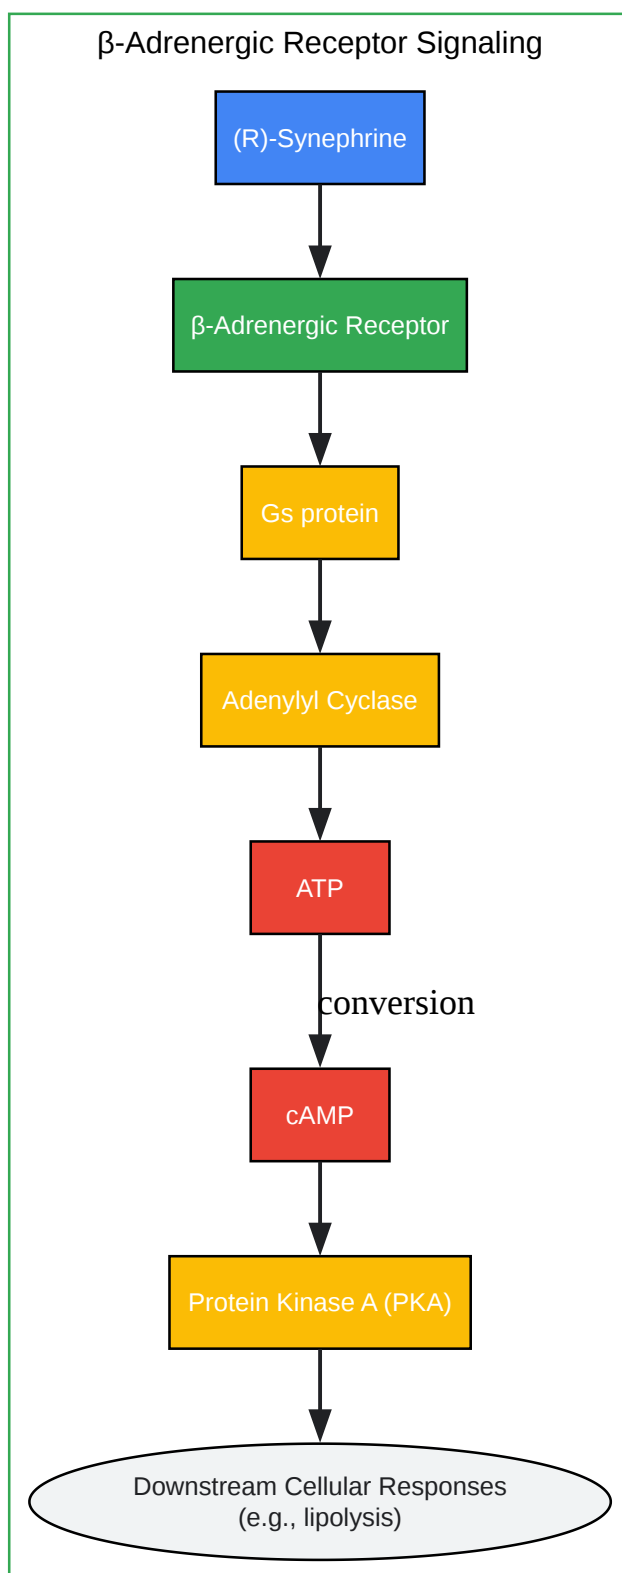 β-Adrenergic Receptor Signaling
(R)-Synephrine
β-Adrenergic Receptor
Gs protein
Adenylyl Cyclase
ATP
conversion
cAMP
Protein Kinase A (PKA)
Downstream Cellular Responses
(e.g., lipolysis)